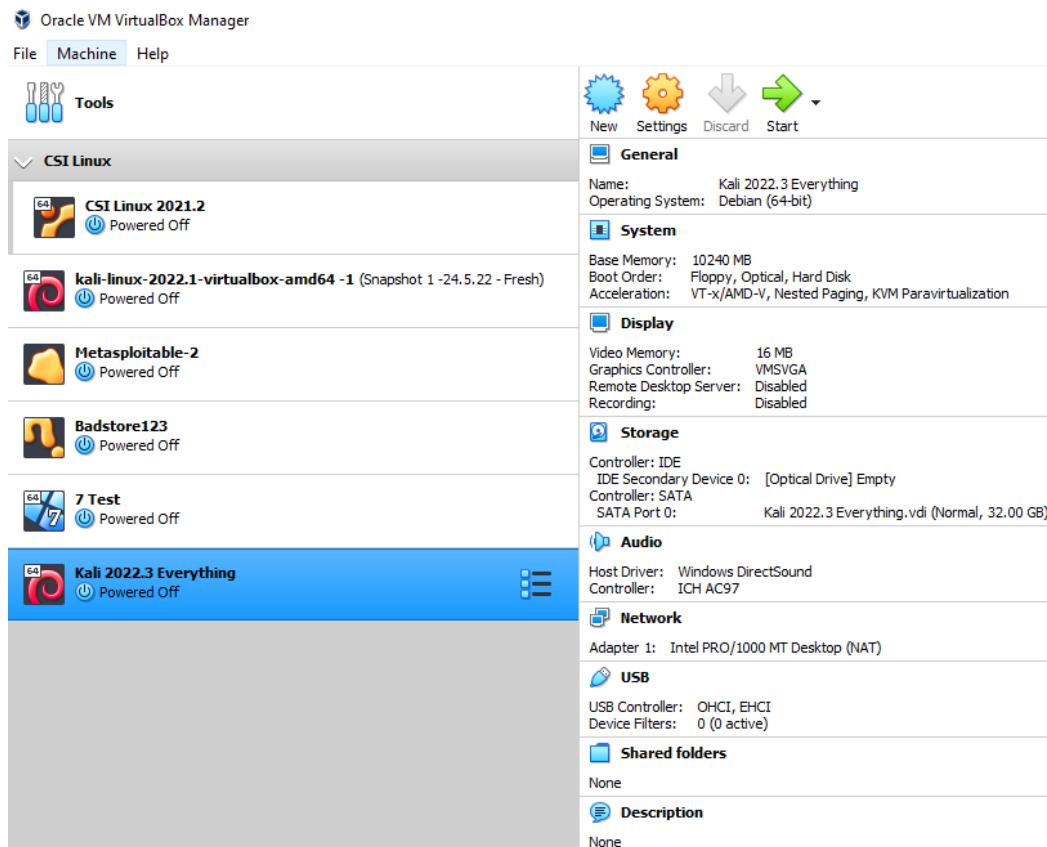 Oracle VM VirtualBox Manager
File Machine Help
Tools
CSI Linux
64
CSI Linux 2021.2
Powered Off
64
kali-linux-2022.1-virtualbox-amd64 -1 (Snapshot 1 -24.5.22 - Fresh)
Powered Off
Metasploitable-2
Powered Off
Badstore123
Powered Off
64
7
7 Test
Powered Off
64
Kali 2022.3 Everything
Powered Off
New Settings Discard Start
General
Name: Kali 2022.3 Everything
Operating System: Debian (64-bit)
System
Base Memory: 10240 MB
Boot Order: Floppy, Optical, Hard Disk
Acceleration: VT-x/AMD-V, Nested Paging, KVM Paravirtualization
Display
Video Memory: 16 MB
Graphics Controller: VMSVGA
Remote Desktop Server: Disabled
Recording: Disabled
Storage
Controller: IDE
IDE Secondary Device 0: [Optical Drive] Empty
Controller: SATA
SATA Port 0: Kali 2022.3 Everything.vdi (Normal, 32.00 GB)
Audio
Host Driver: Windows DirectSound
Controller: ICH AC97
Network
Adapter 1: Intel PRO/1000 MT Desktop (NAT)
USB
USB Controller: OHCI, EHCI
Device Filters: 0 (0 active)
Shared folders
None
Description
None